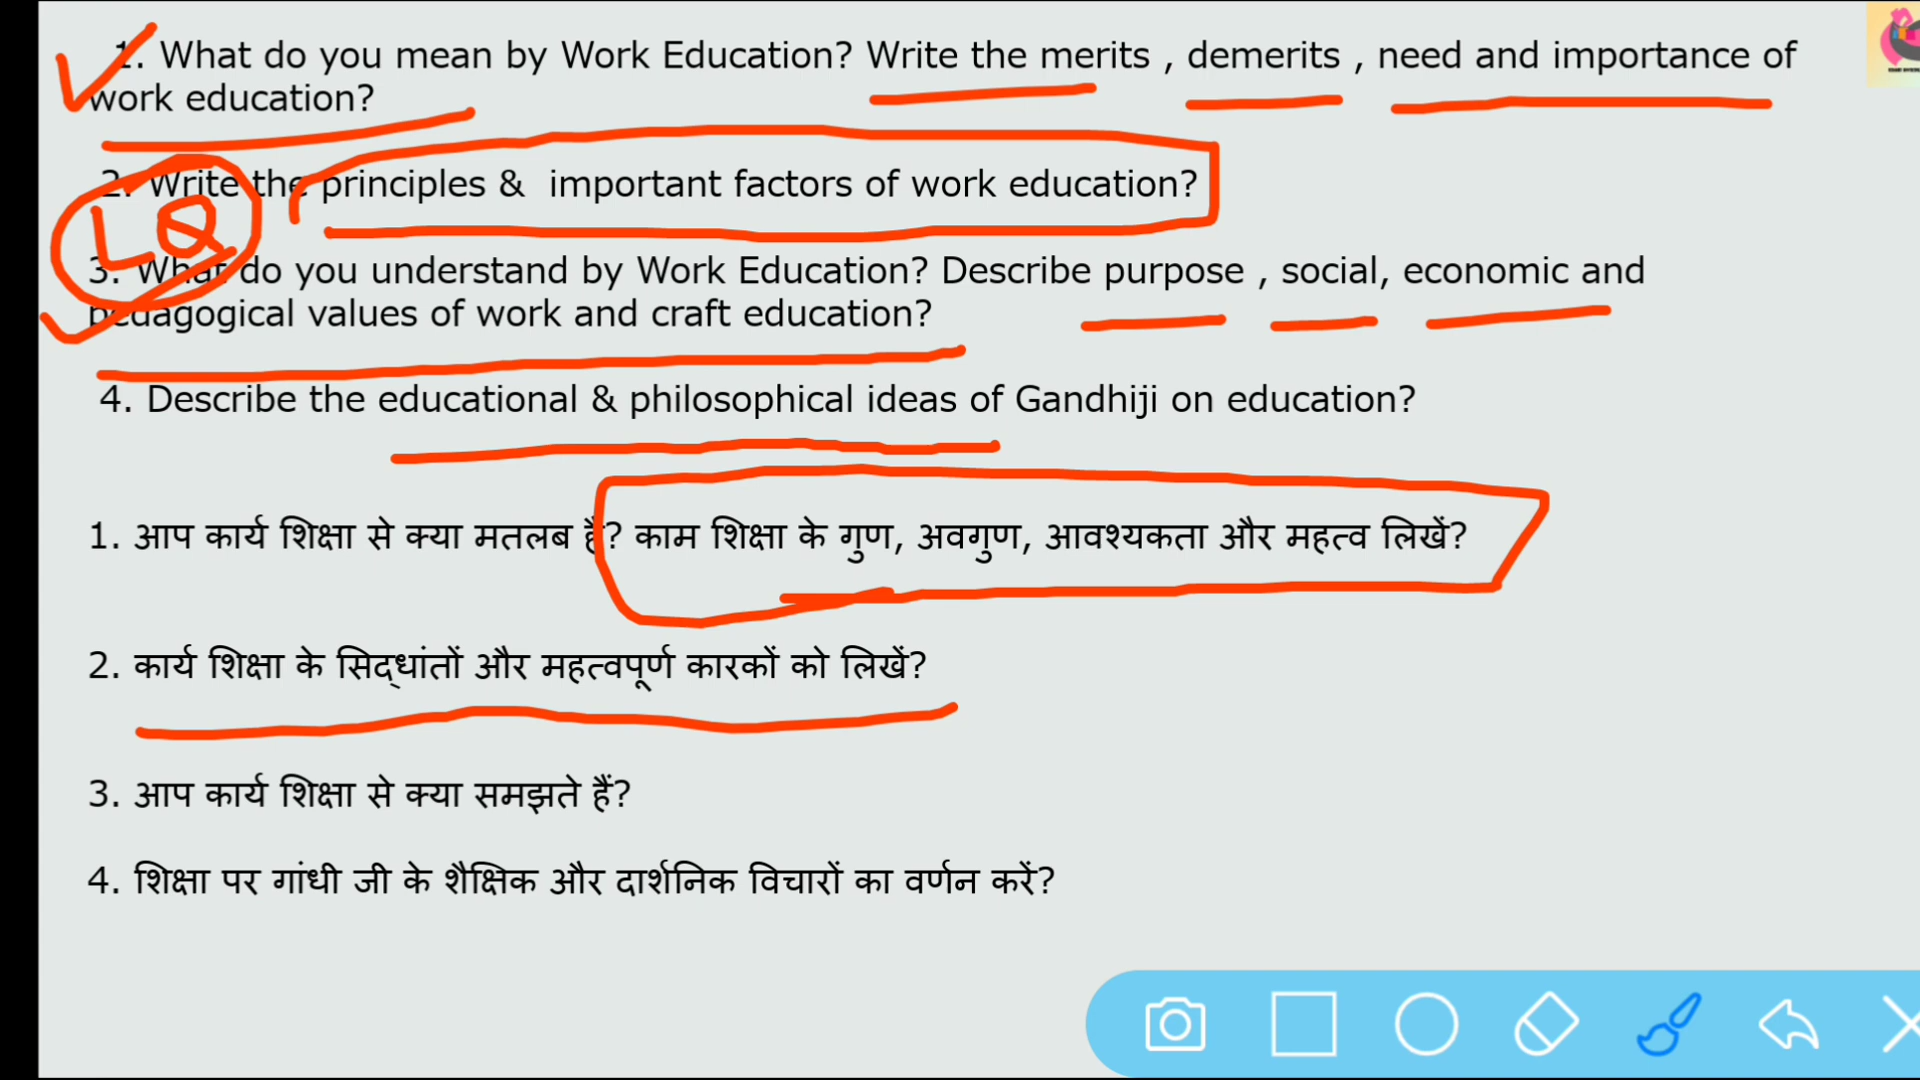 1. What do you mean by Work Education? Write the merits , demerits , need and importance of
work education?
2. Write the principles &  important factors of work education?
LQ
3. What do you understand by Work Education? Describe purpose , social, economic and
pedagogical values of work and craft education?
4. Describe the educational & philosophical ideas of Gandhiji on education?
1. आप कार्य शिक्षा से क्या मतलब है? काम शिक्षा के गुण, अवगुण, आवश्यकता और महत्व लिखें?
2. कार्य शिक्षा के सिद्धांतों और महत्वपूर्ण कारकों को लिखें?
3. आप कार्य शिक्षा से क्या समझते हैं?
4. शिक्षा पर गांधी जी के शैक्षिक और दार्शनिक विचारों का वर्णन करें?